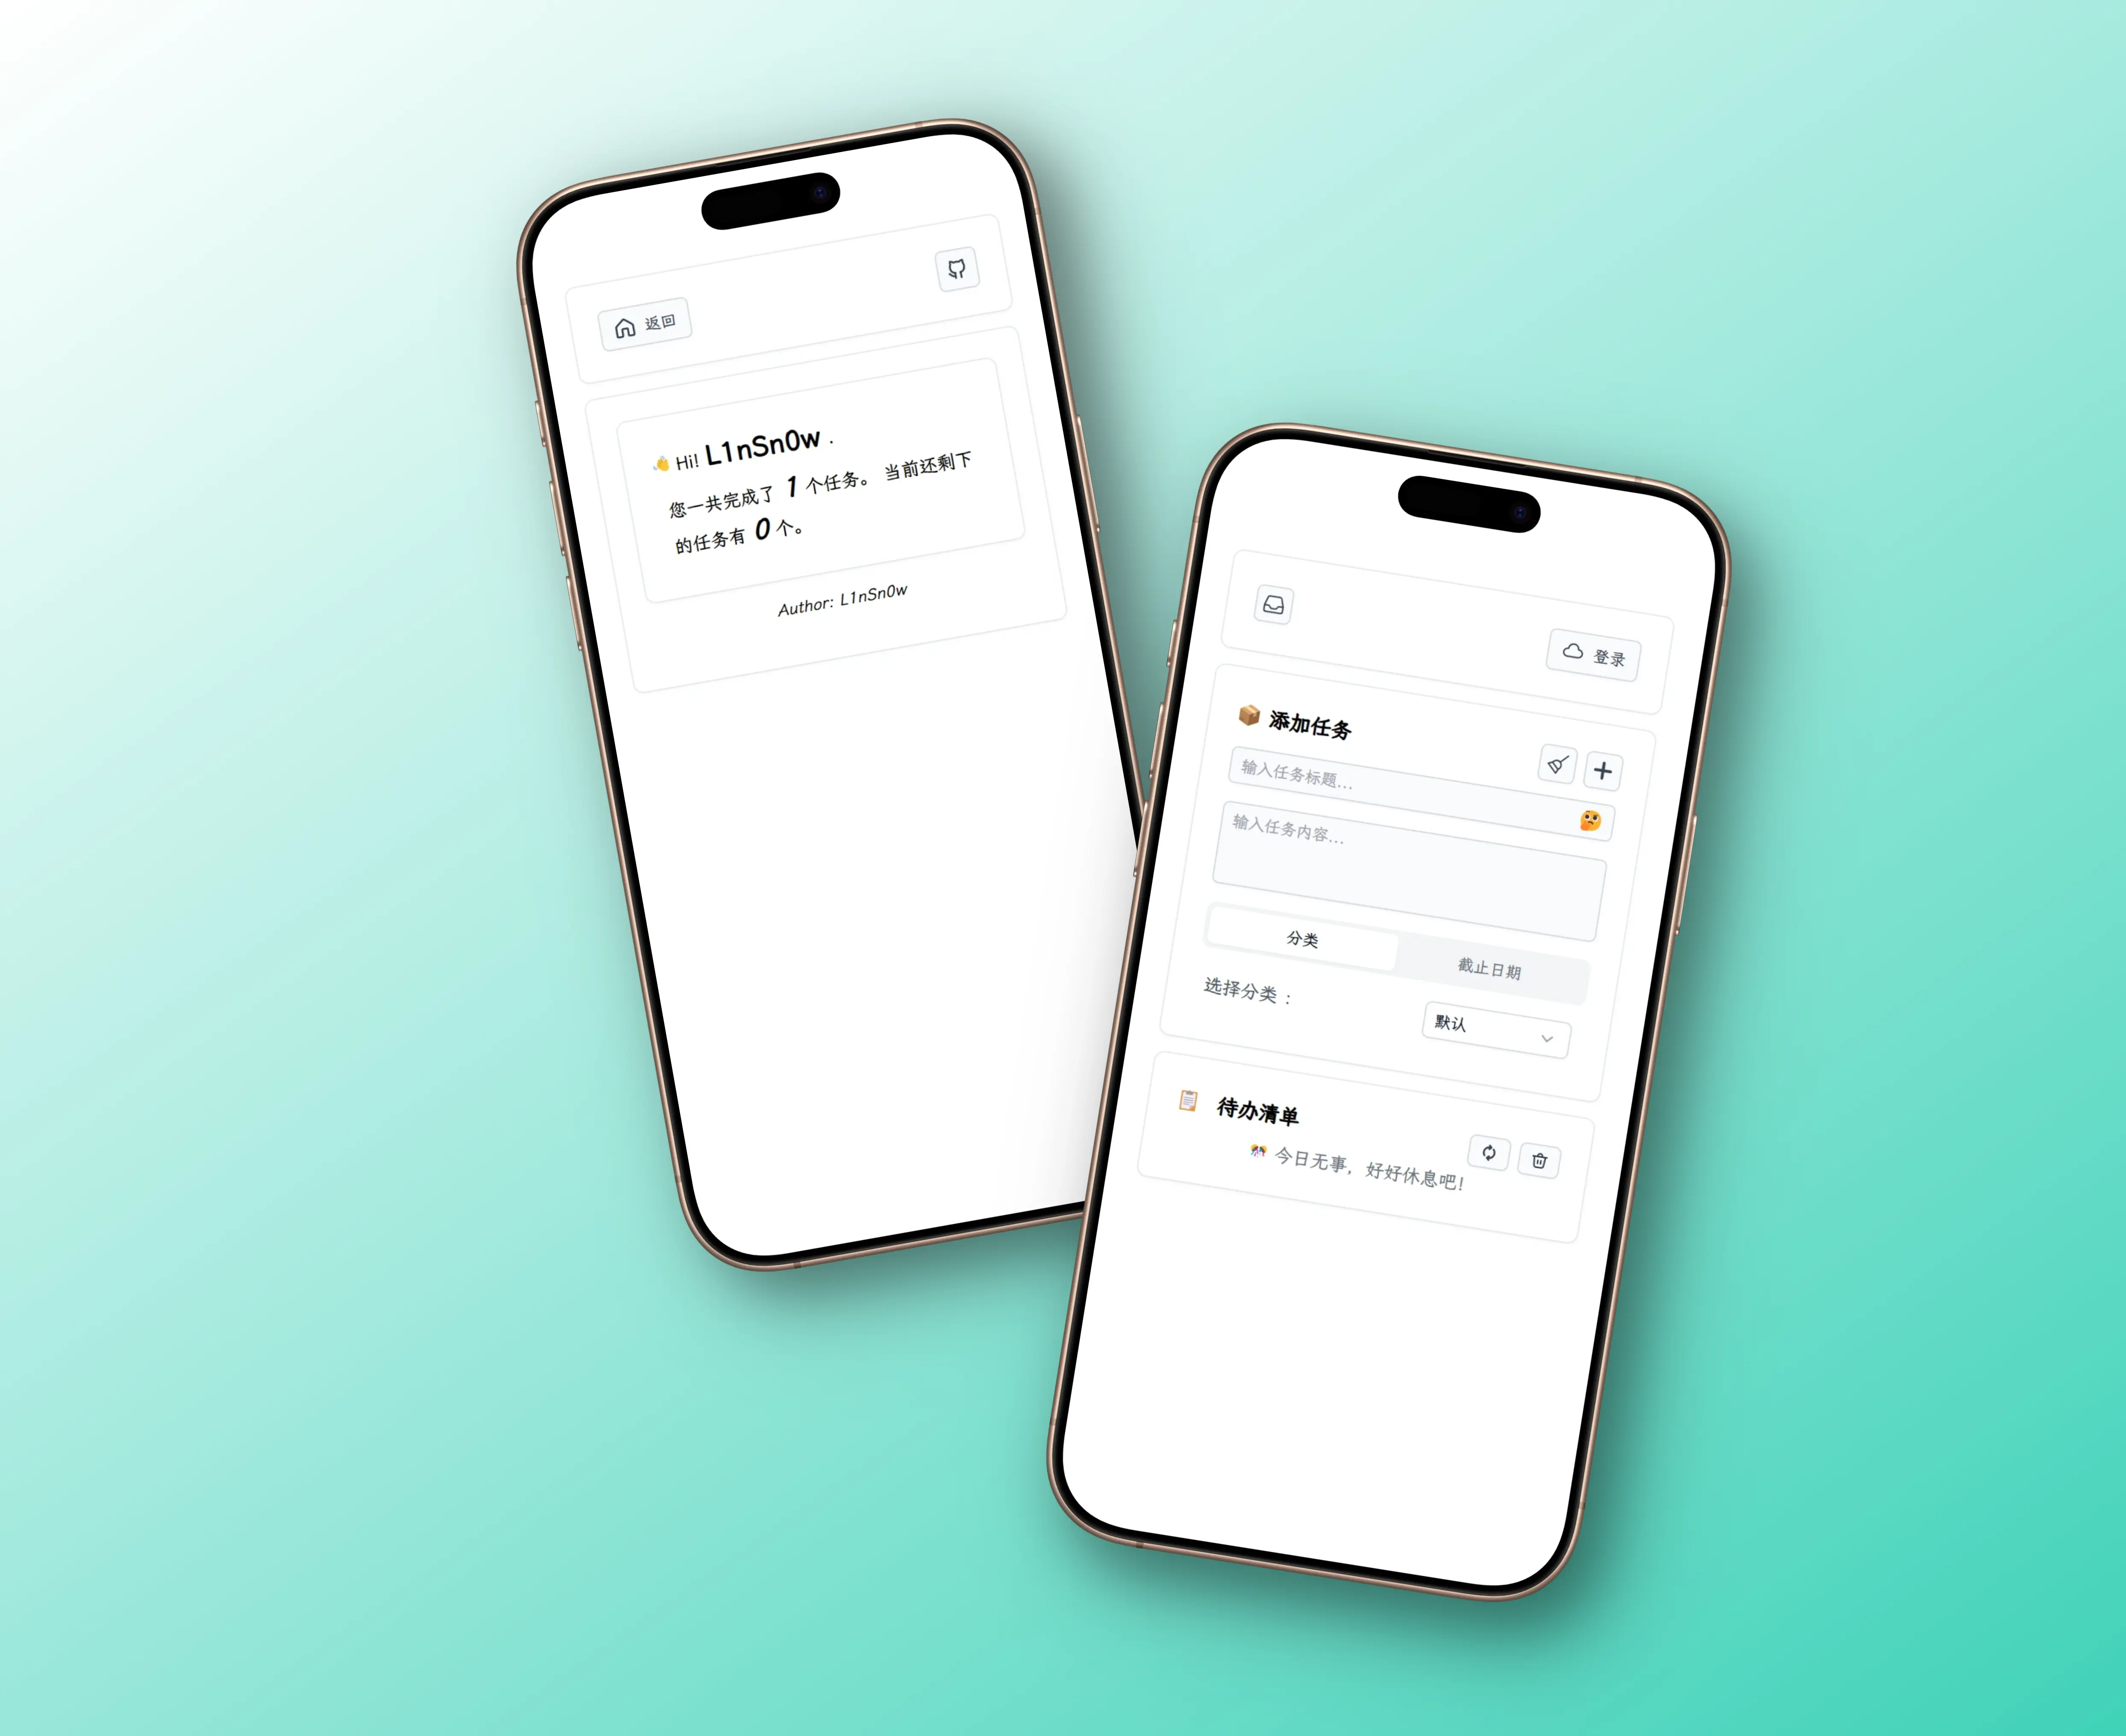 返回
👋 Hi! L1nSn0w .
您一共完成了 1 个任务。 当前还剩下
的任务有 0 个。
Author: L1nSn0w
登录
📦 添加任务
输入任务标题...
🤔
输入任务内容...
分类
截止日期
选择分类 :
默认
📋 待办清单
🎊 今日无事,好好休息吧!